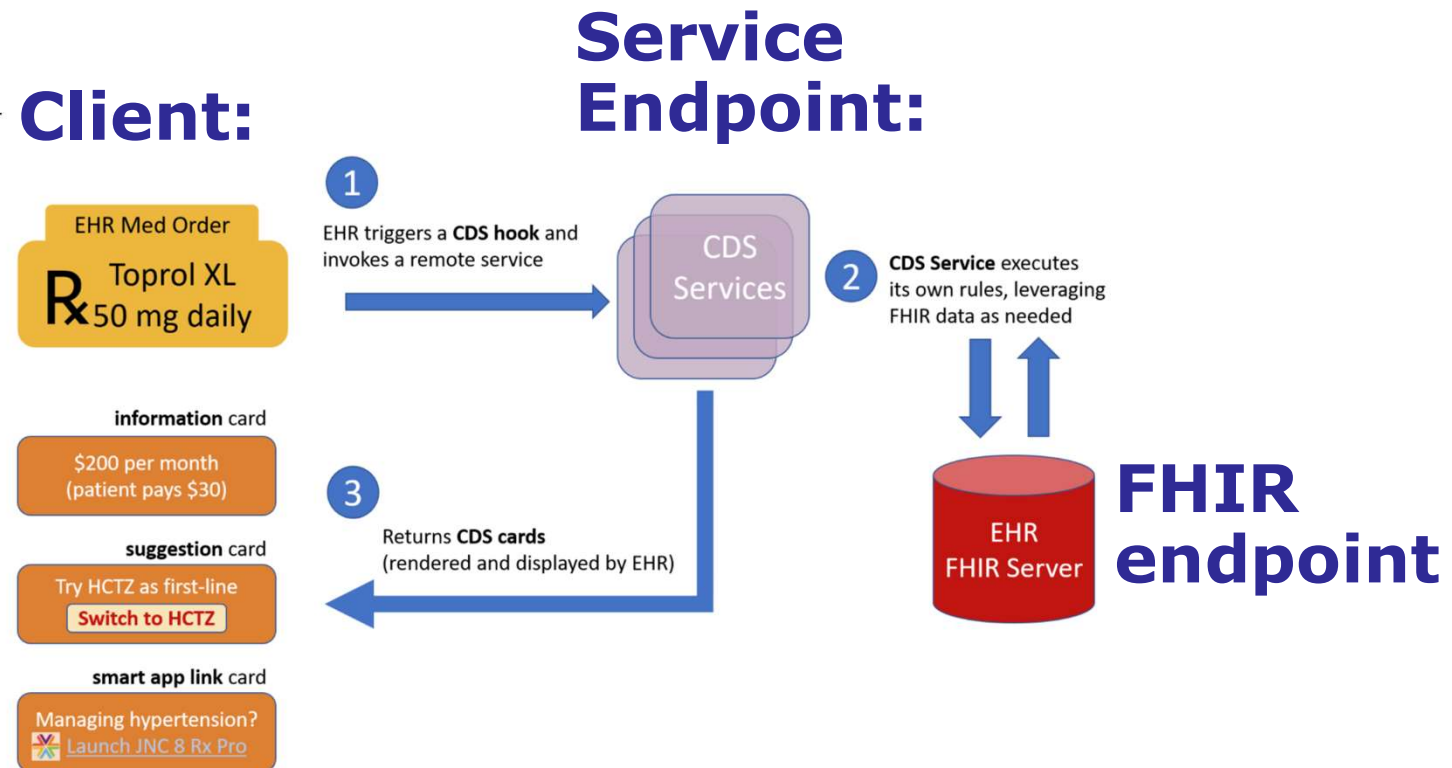 Service
Endpoint:
Client:
EHR Med Order
Rx Toprol XL
50 mg daily
1
EHR triggers a CDS hook and
invokes a remote service
CDS
Services
2
CDS Service executes
its own rules, leveraging
FHIR data as needed
information card
$200 per month
(patient pays $30)
3
Returns CDS cards
(rendered and displayed by EHR)
suggestion card
Try HCTZ as first-line
Switch to HCTZ
smart app link card
Managing hypertension?
Launch JNC 8 Rx Pro
EHR
FHIR Server
FHIR
endpoint